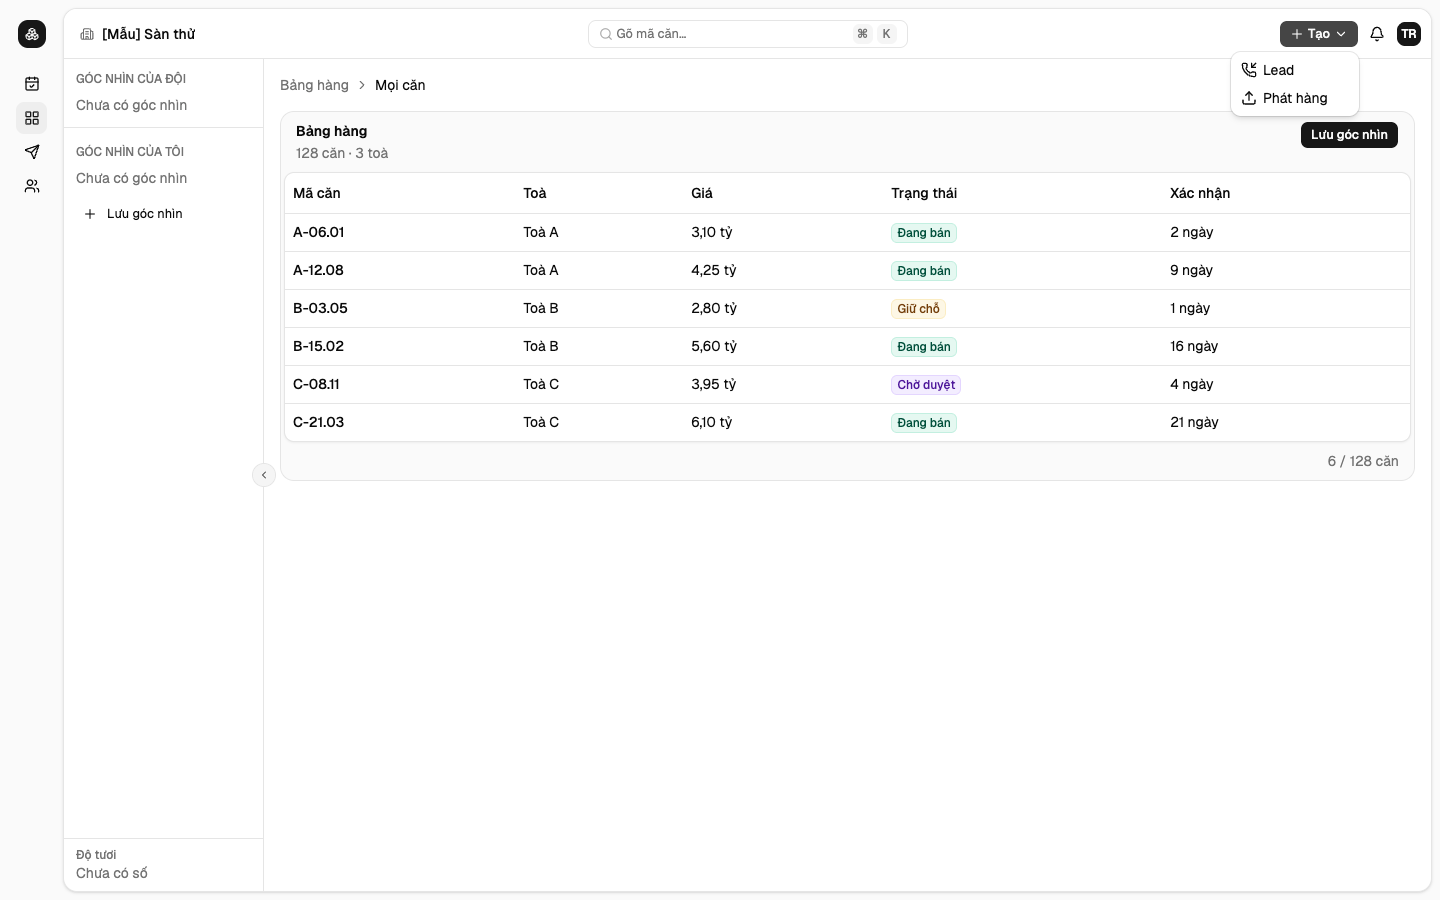 [Mẫu] Sàn thử
Gõ mã căn...
⌘ K
Tạo
TR
Lead
Phát hàng
GÓC NHÌN CỦA ĐỘI
Chưa có góc nhìn
GÓC NHÌN CỦA TÔI
Chưa có góc nhìn
Lưu góc nhìn
Độ tươi
Chưa có số
Bảng hàng > Mọi căn
Bảng hàng
128 căn · 3 toà
Lưu góc nhìn
Mã căn Toà Giá Trạng thái Xác nhận
A-06.01 Toà A 3,10 tỷ Đang bán 2 ngày
A-12.08 Toà A 4,25 tỷ Đang bán 9 ngày
B-03.05 Toà B 2,80 tỷ Giữ chỗ 1 ngày
B-15.02 Toà B 5,60 tỷ Đang bán 16 ngày
C-08.11 Toà C 3,95 tỷ Chờ duyệt 4 ngày
C-21.03 Toà C 6,10 tỷ Đang bán 21 ngày
6 / 128 căn